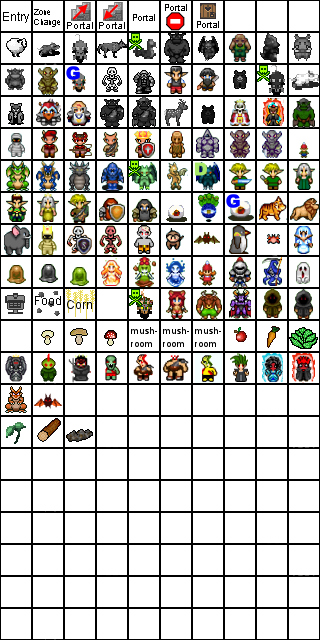 Entry
Zone
Change
Portal
Portal
Portal
Portal
Portal
G
D
G
Food
Corn
mush-
room
mush-
room
mush-
room